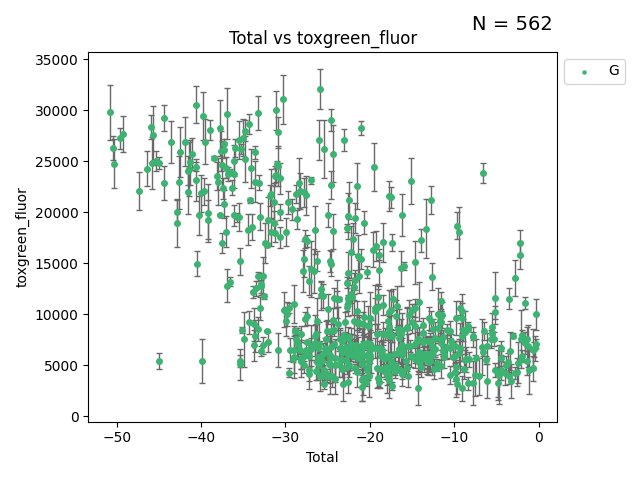 N = 562
Total vs toxgreen_fluor
G
toxgreen_fluor
35000
30000
25000
20000
15000
10000
5000
0
−50 −40 −30 −20 −10 0
Total